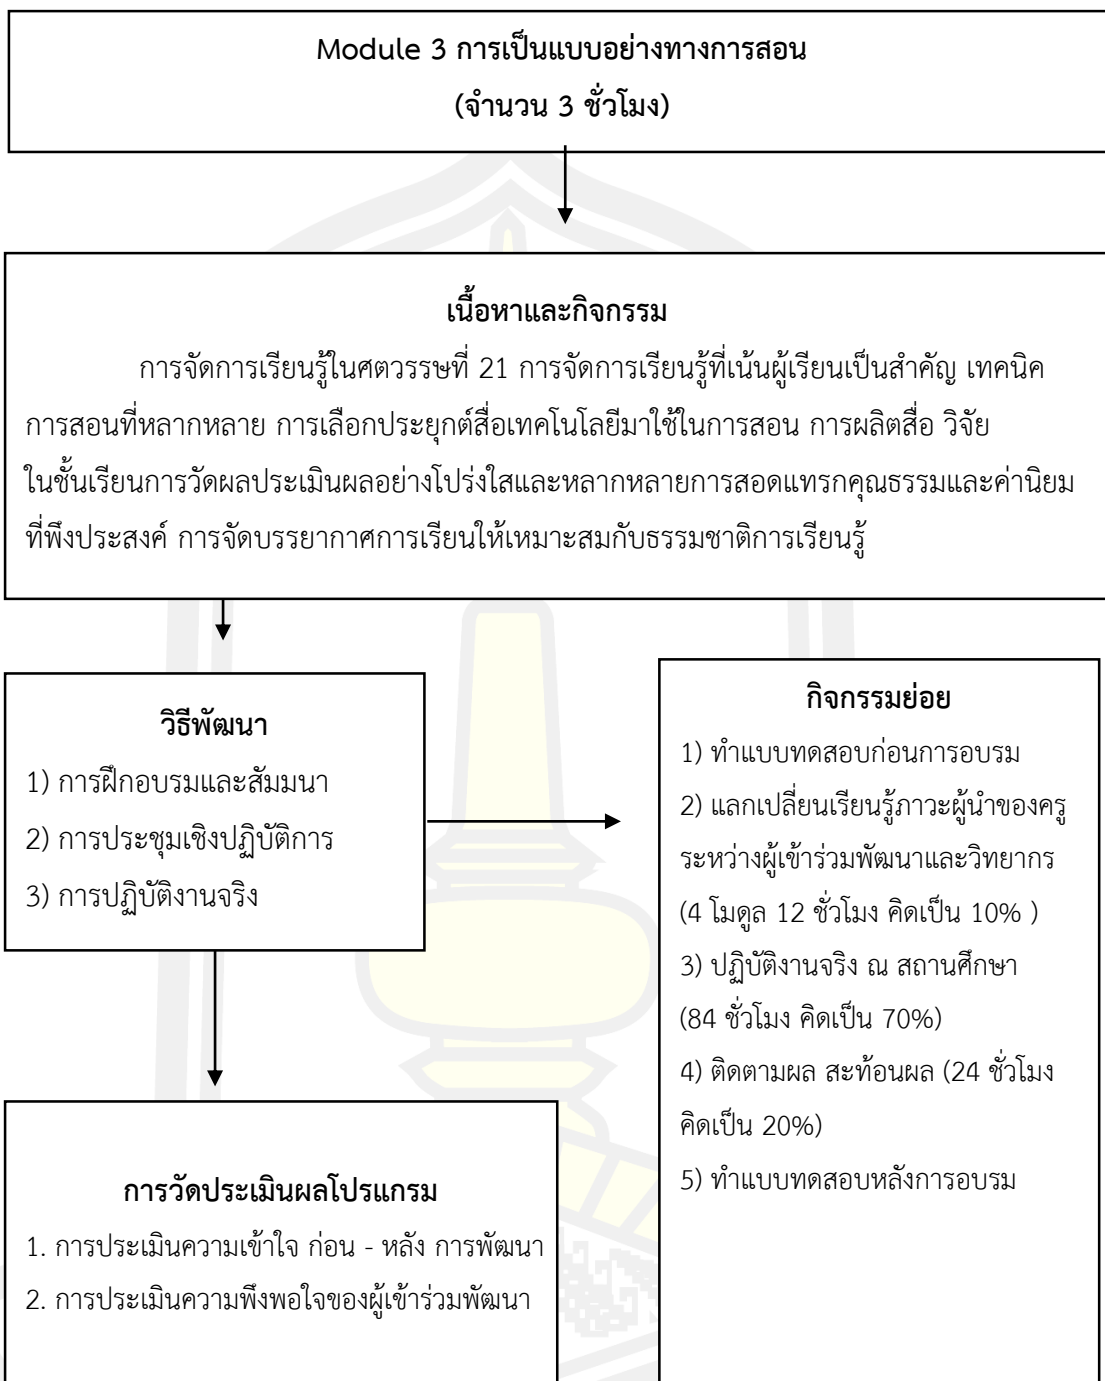 Module 3 การเป็นแบบอย่างทางการสอน
(จำนวน 3 ชั่วโมง)
เนื้อหาและกิจกรรม
การจัดการเรียนรู้ในศตวรรษที่ 21 การจัดการเรียนรู้ที่เน้นผู้เรียนเป็นสำคัญ เทคนิค
การสอนที่หลากหลาย การเลือกประยุกต์สื่อเทคโนโลยีมาใช้ในการสอน การผลิตสื่อ วิจัย
ในชั้นเรียนการวัดผลประเมินผลอย่างโปร่งใสและหลากหลายการสอดแทรกคุณธรรมและค่านิยม
ที่พึงประสงค์ การจัดบรรยากาศการเรียนให้เหมาะสมกับธรรมชาติการเรียนรู้
วิธีพัฒนา
1) การฝึกอบรมและสัมมนา
2) การประชุมเชิงปฏิบัติการ
3) การปฏิบัติงานจริง
กิจกรรมย่อย
1) ทำแบบทดสอบก่อนการอบรม
2) แลกเปลี่ยนเรียนรู้ภาวะผู้นำของครู
ระหว่างผู้เข้าร่วมพัฒนาและวิทยากร
(4 โมดูล 12 ชั่วโมง คิดเป็น 10% )
3) ปฏิบัติงานจริง ณ สถานศึกษา
(84 ชั่วโมง คิดเป็น 70%)
4) ติดตามผล สะท้อนผล (24 ชั่วโมง
คิดเป็น 20%)
5) ทำแบบทดสอบหลังการอบรม
การวัดประเมินผลโปรแกรม
1. การประเมินความเข้าใจ ก่อน - หลัง การพัฒนา
2. การประเมินความพึงพอใจของผู้เข้าร่วมพัฒนา